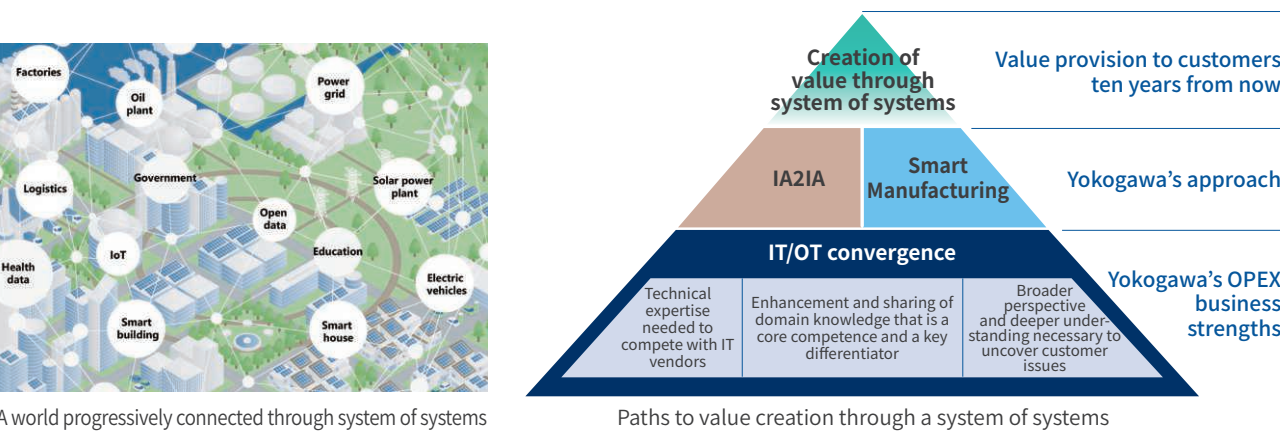 Factories
Oil
plant
Power
grid
Logistics
Government
Solar power
plant
Open
data
IoT
Education
Health
data
Electric
vehicles
Smart
building
Smart
house
A world progressively connected through system of systems
Creation of
value through
system of systems
Value provision to customers
ten years from now
IA2IA
Smart
Manufacturing
Yokogawa's approach
IT/OT convergence
Technical
expertise
needed to
compete with IT
vendors
Enhancement and sharing of
domain knowledge that is a
core competence and a key
differentiator
Broader
perspective
and deeper under-
standing necessary to
uncover customer
issues
Yokogawa's OPEX
business
strengths
Paths to value creation through a system of systems